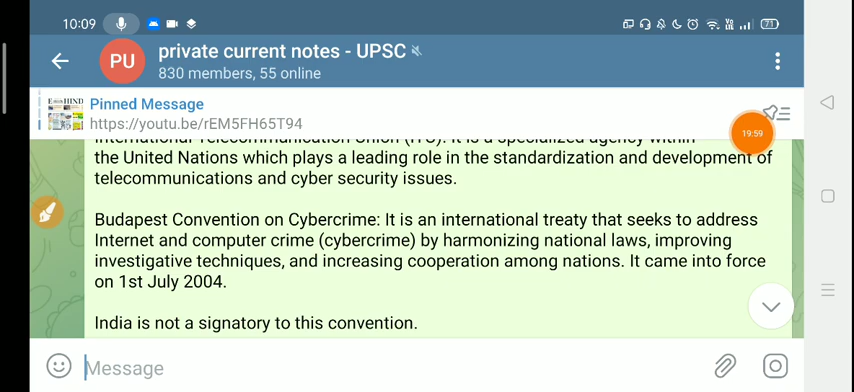 10:09
71
PU
private current notes - UPSC
830 members, 55 online
Pinned Message
https://youtu.be/rEM5FH65T94
19:59
International Telecommunication Union (ITU): It is a specialized agency within
the United Nations which plays a leading role in the standardization and development of
telecommunications and cyber security issues.
Budapest Convention on Cybercrime: It is an international treaty that seeks to address
Internet and computer crime (cybercrime) by harmonizing national laws, improving
investigative techniques, and increasing cooperation among nations. It came into force
on 1st July 2004.
India is not a signatory to this convention.
Message